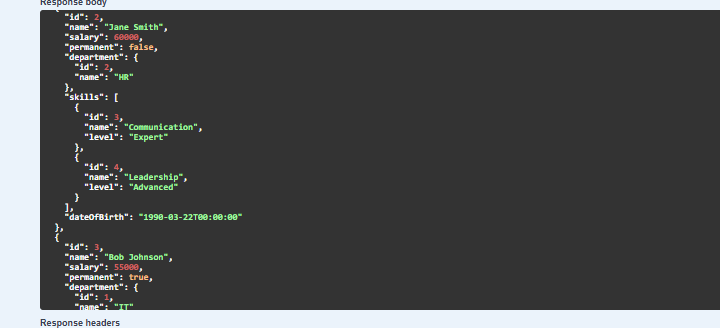 Response body
{
"id": 2,
"name": "Jane Smith",
"salary": 60000,
"permanent": false,
"department": {
"id": 2,
"name": "HR"
},
"skills": [
{
"id": 3,
"name": "Communication",
"level": "Expert"
},
{
"id": 4,
"name": "Leadership",
"level": "Advanced"
}
],
"dateOfBirth": "1990-03-22T00:00:00"
},
{
"id": 3,
"name": "Bob Johnson",
"salary": 55000,
"permanent": true,
"department": {
"id": 1,
"name": "IT"
Response headers